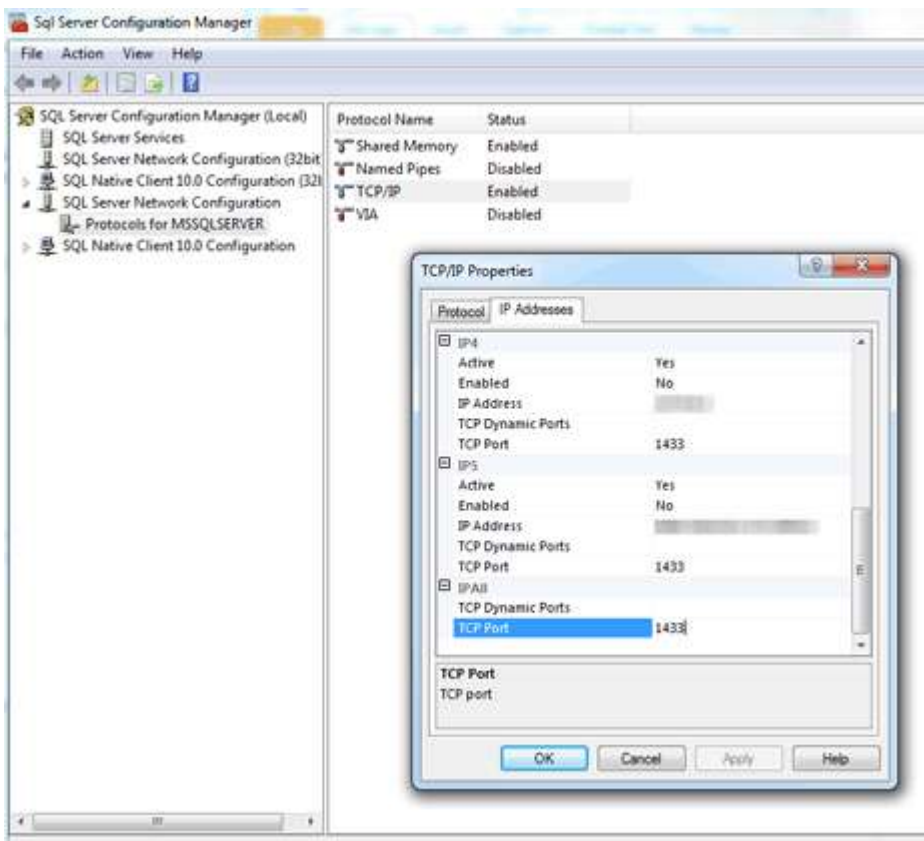 Sql Server Configuration Manager
File Action View Help
SQL Server Configuration Manager (Local)
SQL Server Services
SQL Server Network Configuration (32bit
SQL Native Client 10.0 Configuration (32l
SQL Server Network Configuration
Protocols for MSSQLSERVER
SQL Native Client 10.0 Configuration
Protocol Name Status
Shared Memory Enabled
Named Pipes Disabled
TCP/IP Enabled
VIA Disabled
TCP/IP Properties
Protocol IP Addresses
IP4
Active Yes
Enabled No
IP Address
TCP Dynamic Ports
TCP Port 1433
IP5
Active Yes
Enabled No
IP Address
TCP Dynamic Ports
TCP Port 1433
IPAll
TCP Dynamic Ports
TCP Port 1433
TCP Port
TCP port
OK Cancel Apply Help